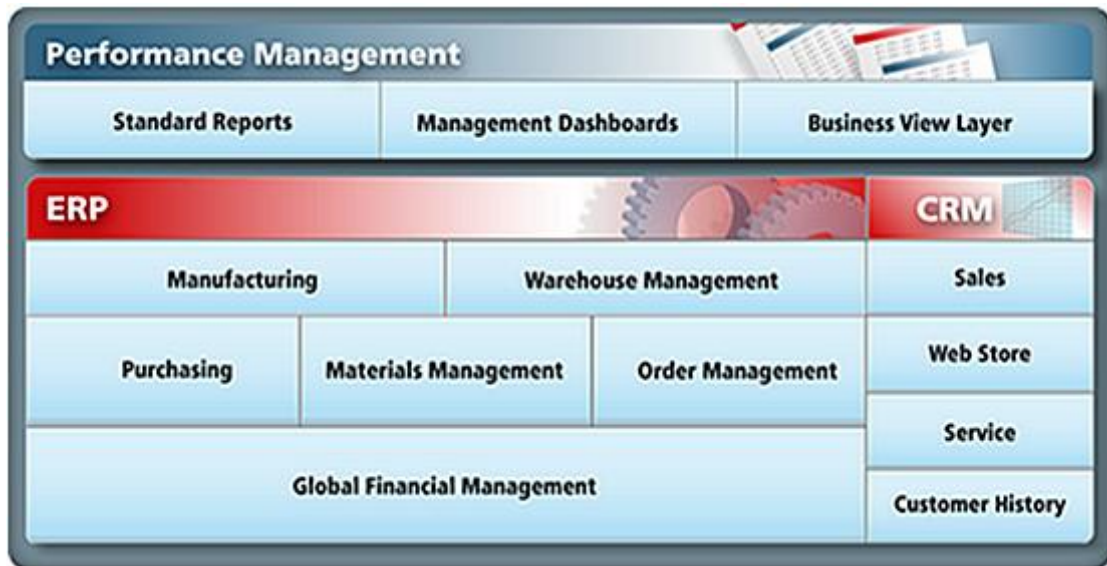 Performance Management
Standard Reports
Management Dashboards
Business View Layer
ERP
CRM
Manufacturing
Warehouse Management
Sales
Purchasing
Materials Management
Order Management
Web Store
Service
Global Financial Management
Customer History